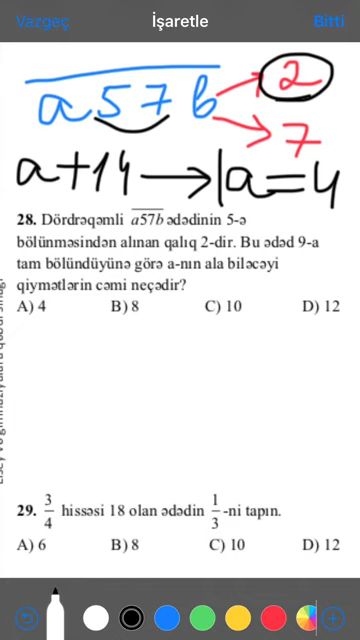 Vazgeç İşaretle Bitti
a57b 2
7
a+14 → a=4
28. Dördrəqəmli a57b ədədinin 5-ə
bölünməsindən alınan qalıq 2-dir. Bu ədəd 9-a
tam bölündüyünə görə a-nın ala biləcəyi
qiymətlərin cəmi neçədir?
A) 4 B) 8 C) 10 D) 12
29. 3/4 hissəsi 18 olan ədədin 1/3-ni tapın.
A) 6 B) 8 C) 10 D) 12